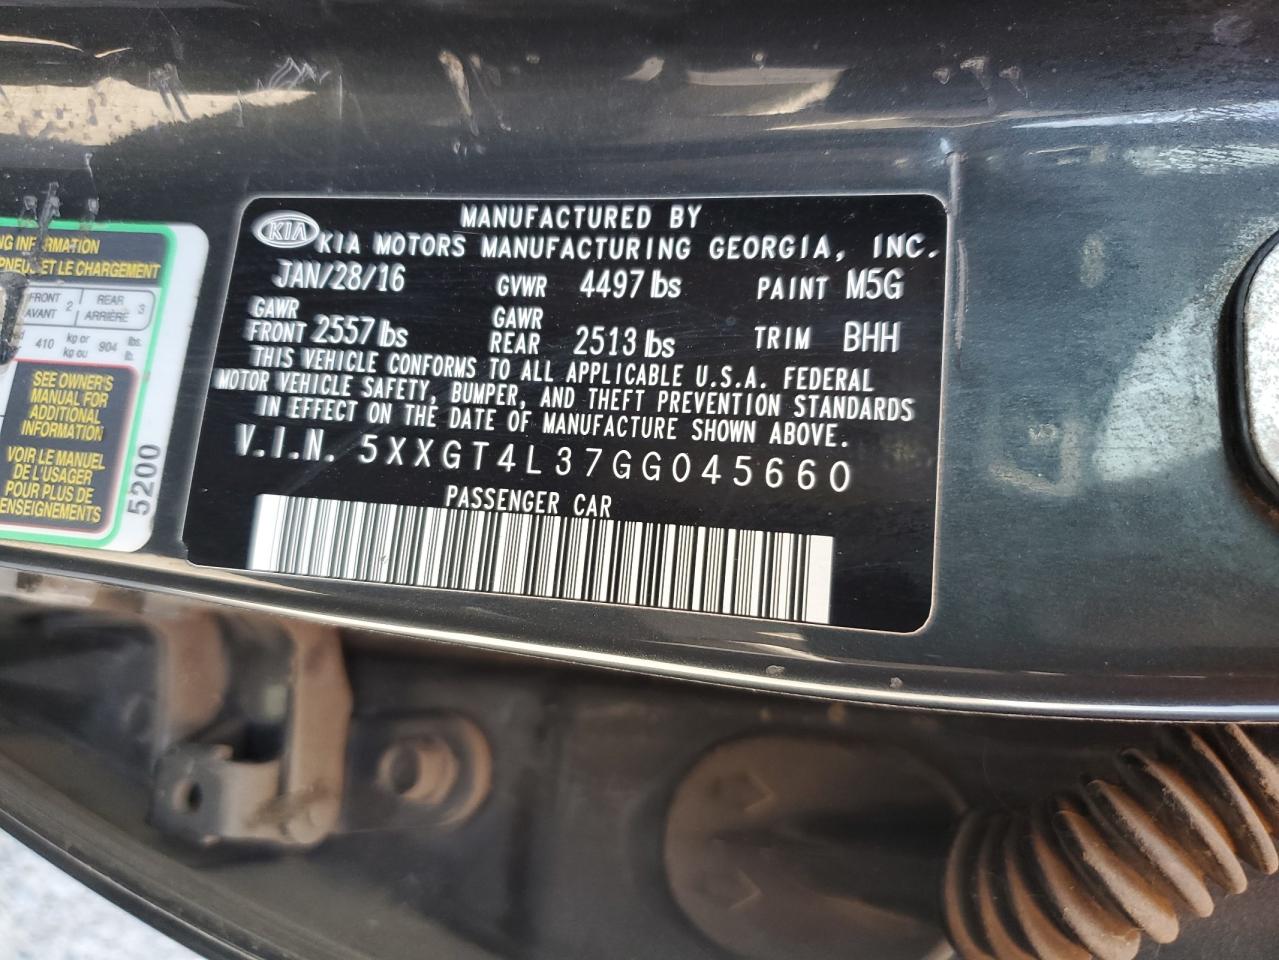 MANUFACTURED BY
KIA KIA MOTORS MANUFACTURING GEORGIA, INC.
JAN/28/16 GVWR 4497 lbs PAINT M5G
GAWR FRONT 2557 lbs GAWR REAR 2513 lbs TRIM BHH
THIS VEHICLE CONFORMS TO ALL APPLICABLE U.S.A. FEDERAL
MOTOR VEHICLE SAFETY, BUMPER, AND THEFT PREVENTION STANDARDS
IN EFFECT ON THE DATE OF MANUFACTURE SHOWN ABOVE.
V.I.N. 5XXGT4L37GG045660
PASSENGER CAR
PNEU ET LE CHARGEMENT
FRONT AVANT 2 REAR ARRIÈRE 3
410 kg or kg ou 904 lbs. lb.
SEE OWNER'S
MANUAL FOR
ADDITIONAL
INFORMATION
VOIR LE MANUEL
DE L'USAGER
POUR PLUS DE
5200